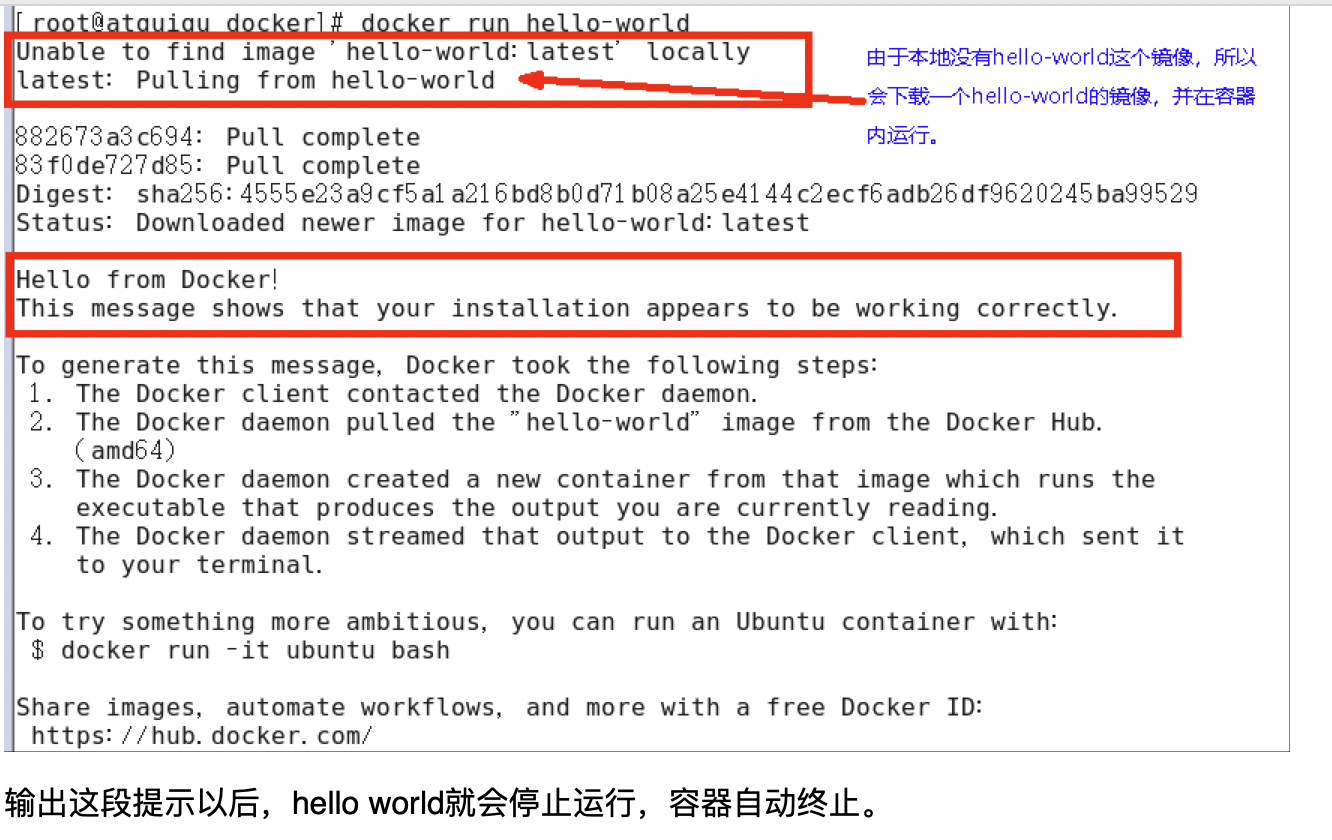 [root@atguigu docker]# docker run hello-world
Unable to find image 'hello-world:latest' locally
latest: Pulling from hello-world
由于本地没有hello-world这个镜像，所以
会下载一个hello-world的镜像，并在容器
内运行。
882673a3c694: Pull complete
83f0de727d85: Pull complete
Digest: sha256:4555e23a9cf5a1a216bd8b0d71b08a25e4144c2ecf6adb26df9620245ba99529
Status: Downloaded newer image for hello-world:latest
Hello from Docker!
This message shows that your installation appears to be working correctly.
To generate this message, Docker took the following steps:
1. The Docker client contacted the Docker daemon.
2. The Docker daemon pulled the "hello-world" image from the Docker Hub.
(amd64)
3. The Docker daemon created a new container from that image which runs the
executable that produces the output you are currently reading.
4. The Docker daemon streamed that output to the Docker client, which sent it
to your terminal.
To try something more ambitious, you can run an Ubuntu container with:
$ docker run -it ubuntu bash
Share images, automate workflows, and more with a free Docker ID:
https://hub.docker.com/
输出这段提示以后，hello world就会停止运行，容器自动终止。